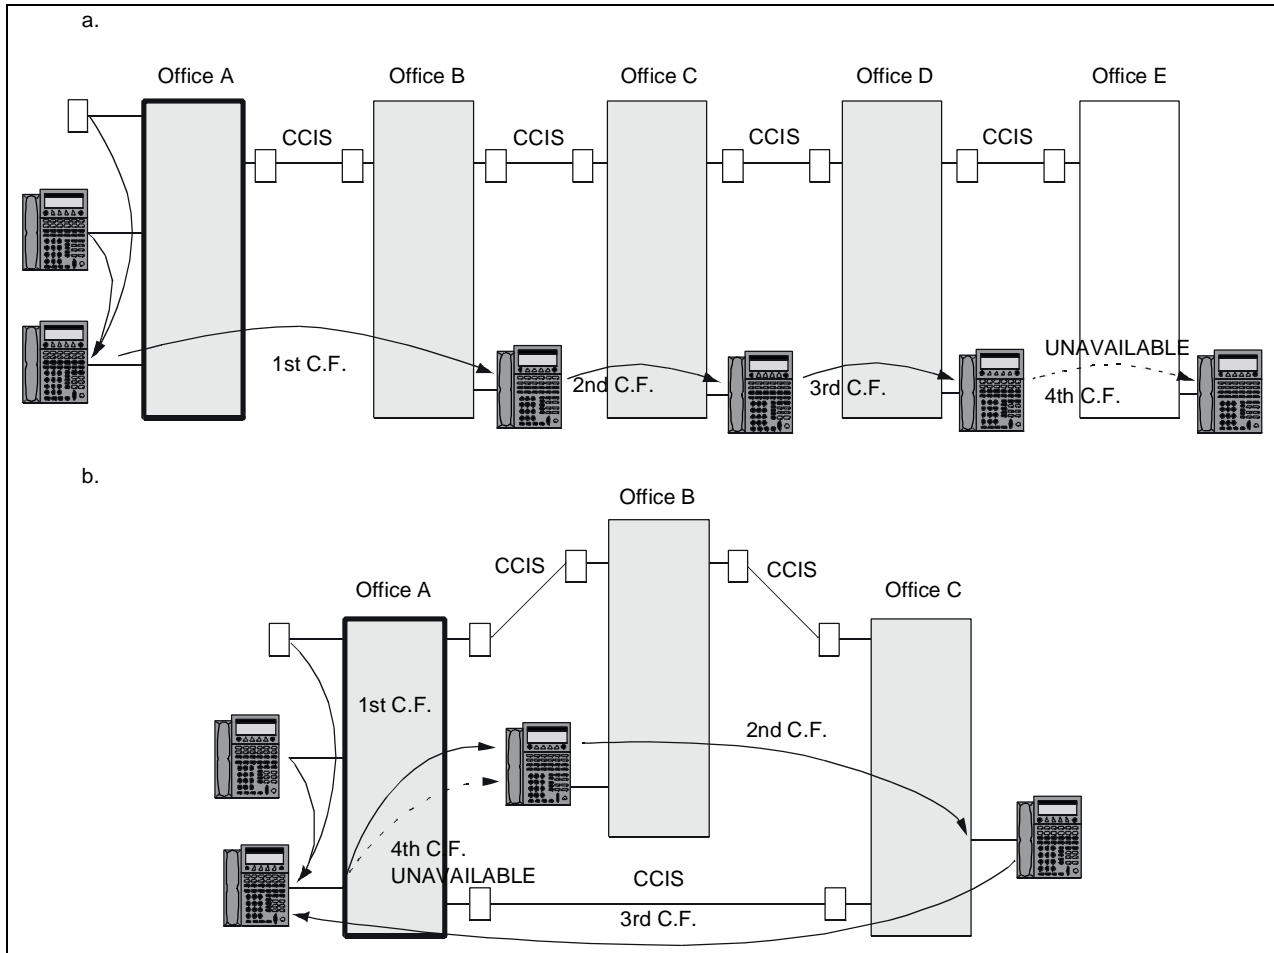 a.
Office A
Office B
Office C
Office D
Office E
CCIS
CCIS
CCIS
CCIS
1st C.F.
2nd C.F.
3rd C.F.
UNAVAILABLE
4th C.F.
b.
Office B
CCIS
CCIS
Office A
Office C
1st C.F.
2nd C.F.
4th C.F.
UNAVAILABLE
CCIS
3rd C.F.